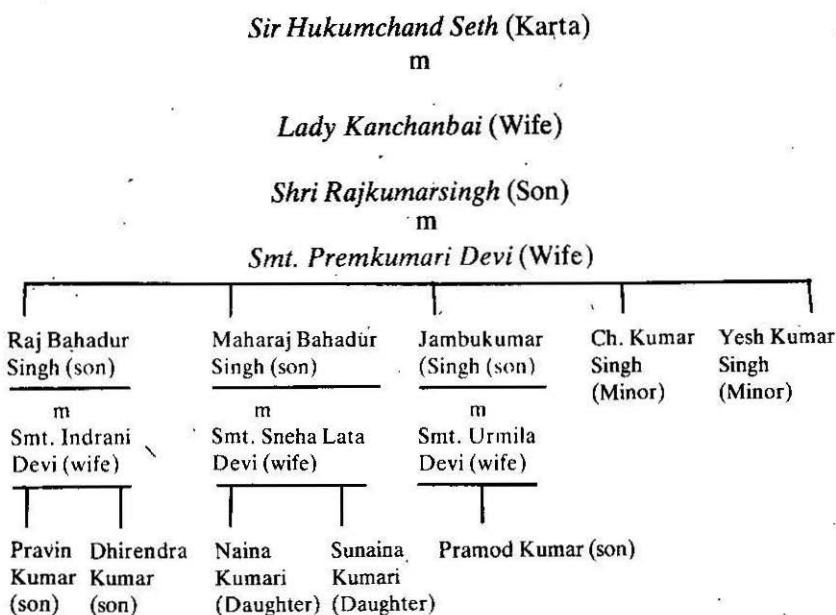 Sir Hukumchand Seth (Karta)
m
Lady Kanchanbai (Wife)
Shri Rajkumarsingh (Son)
m
Smt. Premkumari Devi (Wife)
Raj Bahadur
Singh (son)
m
Smt. Indrani
Devi (wife)
Maharaj Bahadur
Singh (son)
m
Smt. Sneha Lata
Devi (wife)
Jambukumar
(Singh (son)
m
Smt. Urmila
Devi (wife)
Ch. Kumar
Singh
(Minor)
Yesh Kumar
Singh
(Minor)
Pravin
Kumar
(son)
Dhirendra
Kumar
(son)
Naina
Kumari
(Daughter)
Sunaina
Kumari
(Daughter)
Pramod Kumar (son)